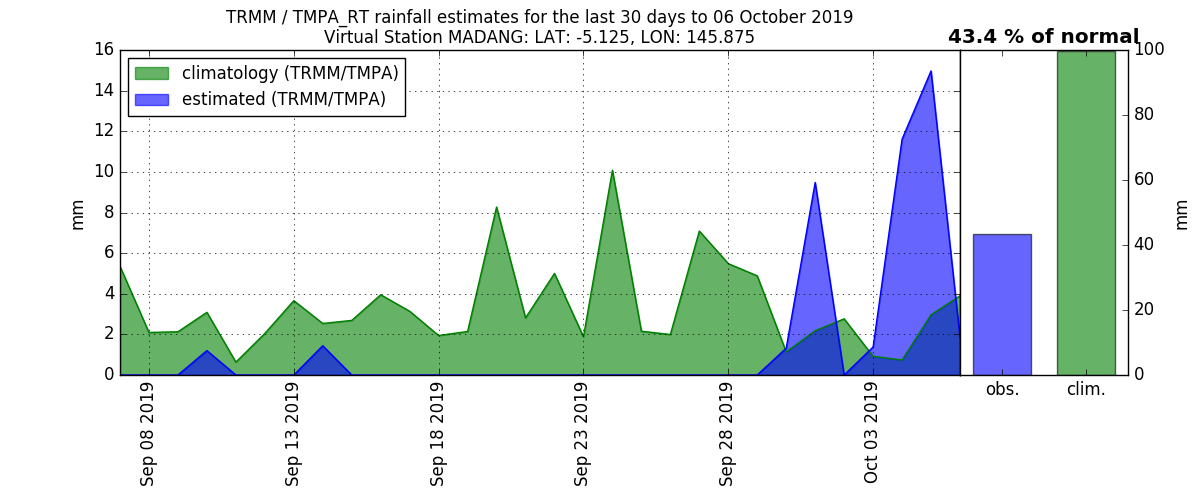 TRMM / TMPA_RT rainfall estimates for the last 30 days to 06 October 2019
Virtual Station MADANG: LAT: -5.125, LON: 145.875
43.4 % of normal
climatology (TRMM/TMPA)
estimated (TRMM/TMPA)
16
14
12
10
8
6
4
2
0
mm
Sep 08 2019
Sep 13 2019
Sep 18 2019
Sep 23 2019
Sep 28 2019
Oct 03 2019
100
80
60
40
20
0
mm
obs.
clim.